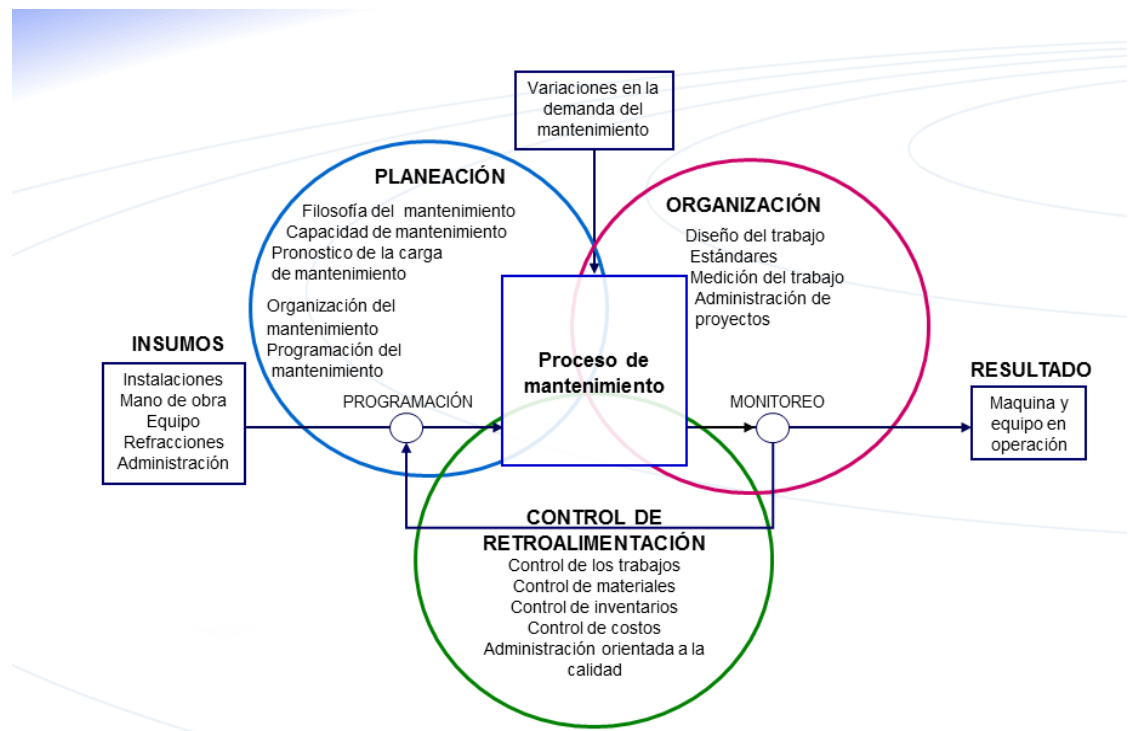 Variaciones en la
demanda del
mantenimiento
PLANEACIÓN
Filosofía del mantenimiento
Capacidad de mantenimiento
Pronostico de la carga
de mantenimiento
Organización del
mantenimiento
Programación del
mantenimiento
ORGANIZACIÓN
Diseño del trabajo
Estándares
Medición del trabajo
Administración de
proyectos
INSUMOS
Instalaciones
Mano de obra
Equipo
Refracciones
Administración
PROGRAMACIÓN
Proceso de
mantenimiento
MONITOREO
RESULTADO
Maquina y
equipo en
operación
CONTROL DE
RETROALIMENTACIÓN
Control de los trabajos
Control de materiales
Control de inventarios
Control de costos
Administración orientada a la
calidad